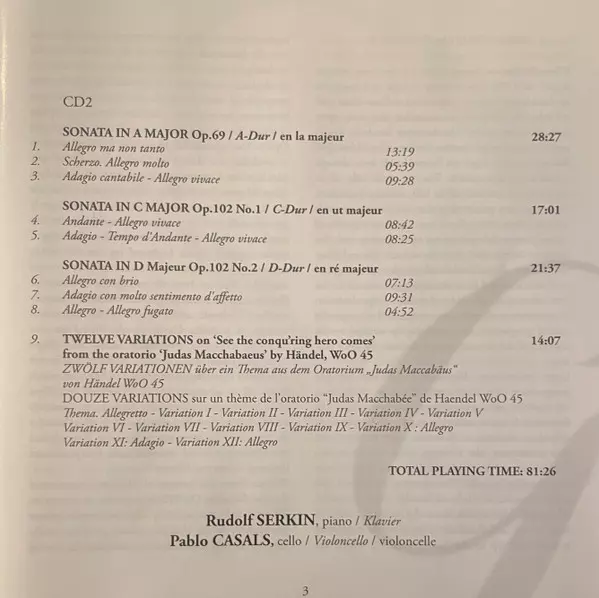 CD2
SONATA IN A MAJOR Op.69 / A-Dur / en la majeur 28:27
1. Allegro ma non tanto 13:19
2. Scherzo. Allegro molto 05:39
3. Adagio cantabile - Allegro vivace 09:28
SONATA IN C MAJOR Op.102 No.1 / C-Dur / en ut majeur 17:01
4. Andante - Allegro vivace 08:42
5. Adagio - Tempo d'Andante - Allegro vivace 08:25
SONATA IN D Majeur Op.102 No.2 / D-Dur / en ré majeur 21:37
6. Allegro con brio 07:13
7. Adagio con molto sentimento d'affetto 09:31
8. Allegro - Allegro fugato 04:52
9. TWELVE VARIATIONS on ‘See the conqu'ring hero comes’ 14:07
from the oratorio ‘Judas Macchabaeus’ by Händel, WoO 45
ZWÖLF VARIATIONEN über ein Thema aus dem Oratorium „Judas Maccabäus“
von Händel WoO 45
DOUZE VARIATIONS sur un thème de l'oratorio “Judas Macchabée” de Haendel WoO 45
Thema. Allegretto - Variation I - Variation II - Variation III - Variation IV - Variation V
Variation VI - Variation VII - Variation VIII - Variation IX - Variation X : Allegro
Variation XI: Adagio - Variation XII: Allegro
TOTAL PLAYING TIME: 81:26
Rudolf SERKIN, piano / Klavier
Pablo CASALS, cello / Violoncello / violoncelle
3